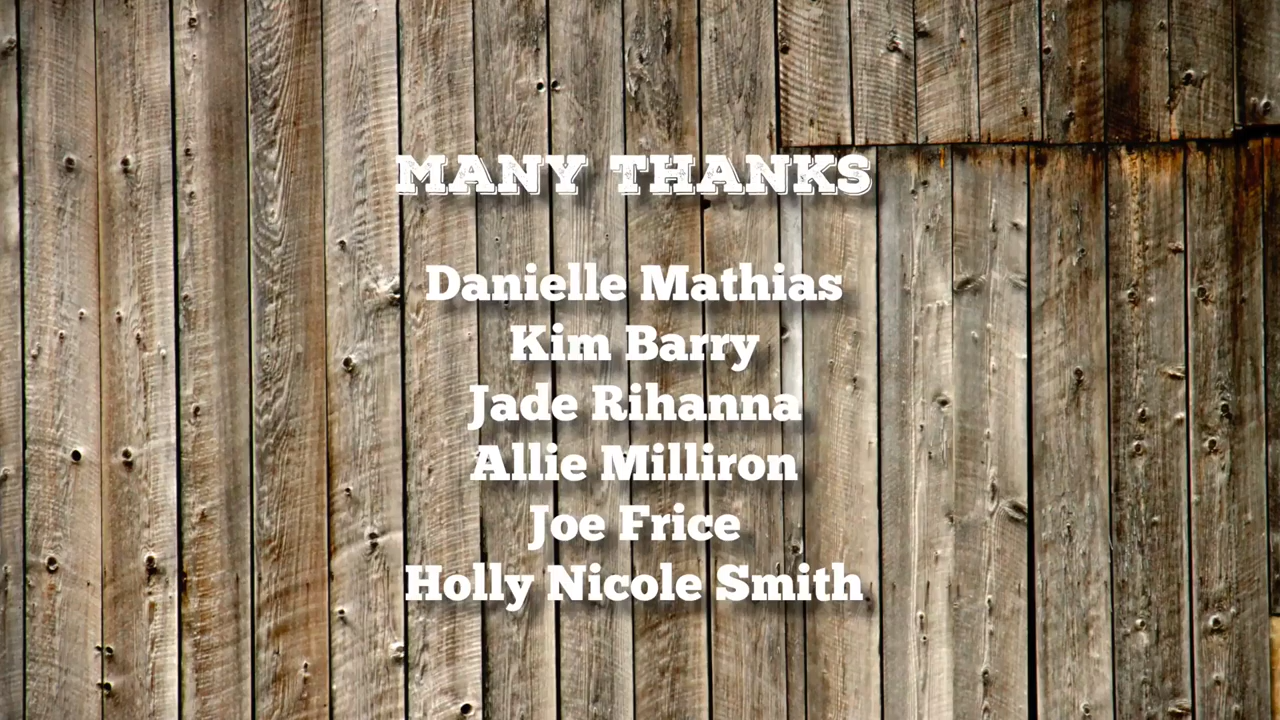 MANY THANKS
Danielle Mathias
Kim Barry
Jade Rihanna
Allie Milliron
Joe Frice
Holly Nicole Smith